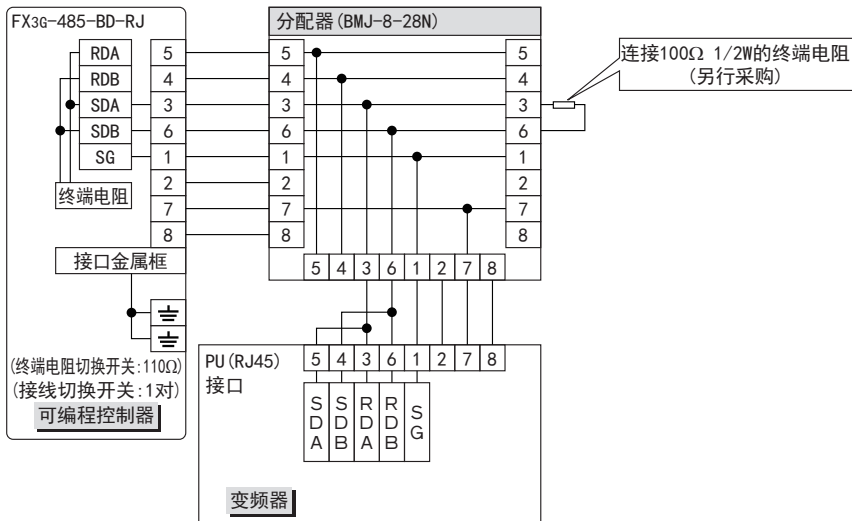 FX3G-485-BD-RJ
RDA 5
RDB 4
SDA 3
SDB 6
SG 1
2
终端电阻 7
8
接口金属框
(终端电阻切换开关:110Ω)
(接线切换开关:1对)
可编程控制器
分配器(BMJ-8-28N)
5 5
4 4
3 3
6 6
1 1
2 2
7 7
8 8
5 4 3 6 1 2 7 8
连接100Ω 1/2W的终端电阻
(另行采购)
PU(RJ45)
接口
5 4 3 6 1 2 7 8
SDA SDB RDA RDB SG
变频器